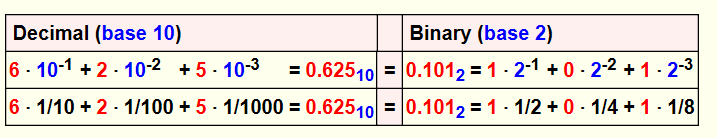 Decimal (base 10) Binary (base 2)
6 · 10⁻¹ + 2 · 10⁻² + 5 · 10⁻³ = 0.625₁₀ = 0.101₂ = 1 · 2⁻¹ + 0 · 2⁻² + 1 · 2⁻³
6 · 1/10 + 2 · 1/100 + 5 · 1/1000 = 0.625₁₀ = 0.101₂ = 1 · 1/2 + 0 · 1/4 + 1 · 1/8